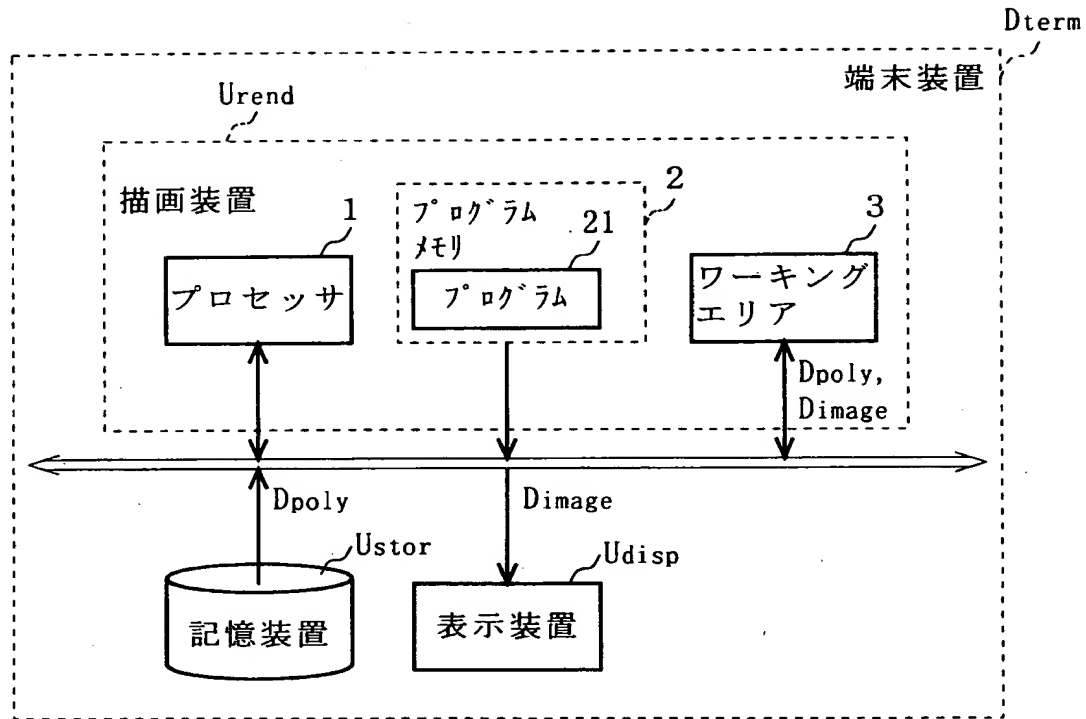 Dterm
端末装置
Urend
描画装置
1
プロセッサ
2
プログラム
メモリ
21
プログラム
3
ワーキング
エリア
Dpoly,
Dimage
Dpoly
Dimage
Ustor
記憶装置
Udisp
表示装置